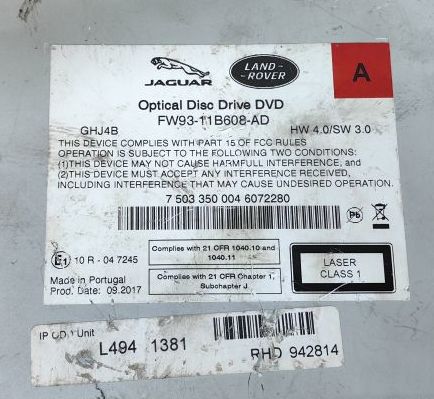 JAGUAR
LAND-
ROVER
A
Optical Disc Drive DVD
FW93-11B608-AD
GHJ4B HW 4.0/SW 3.0
THIS DEVICE COMPLIES WITH PART 15 OF FCC RULES
OPERATION IS SUBJECT TO THE FOLLOWING TWO CONDITIONS:
(1)THIS DEVICE MAY NOT CAUSE HARMFULL INTERFERENCE, and
(2)THIS DEVICE MUST ACCEPT ANY INTERFERENCE RECEIVED,
INCLUDING INTERFERENCE THAT MAY CAUSE UNDESIRED OPERATION.
7 503 350 004 6072280
Pb
E1 10 R - 04 7245
Complies with 21 CFR 1040.10 and
1040.11
Complies with 21 CFR Chapter 1,
Subchapter J
LASER
CLASS 1
Made in Portugal
Prod. Date: 09.2017
IP Unit
L494 1381
RHD 942814